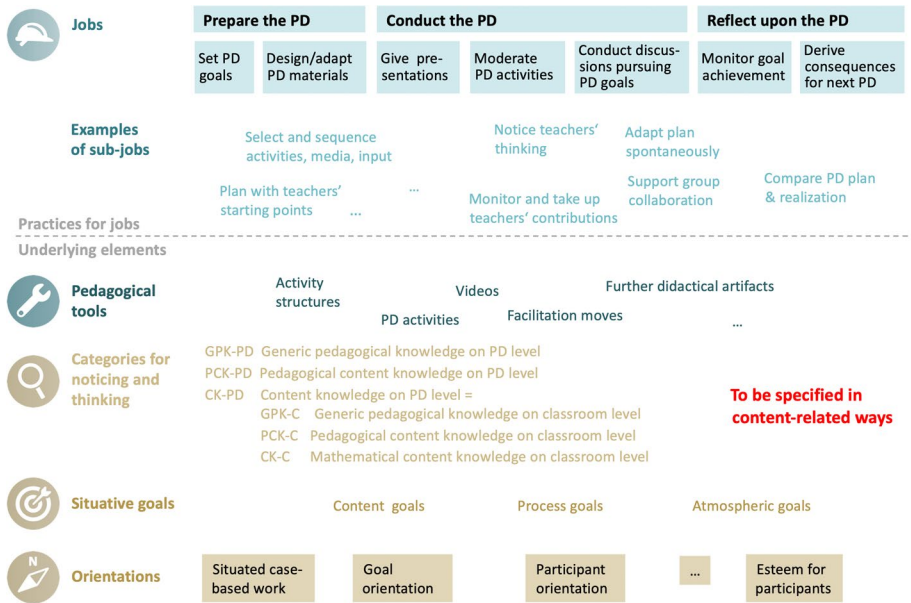 Jobs
Prepare the PD
Conduct the PD
Reflect upon the PD
Set PD
goals
Design/adapt
PD materials
Give pre-
sentations
Moderate
PD activities
Conduct discus-
sions pursuing
PD goals
Monitor goal
achievement
Derive
consequences
for next PD
Examples
of sub-jobs
Select and sequence
activities, media, input
Notice teachers‘
thinking
Adapt plan
spontaneously
Plan with teachers’
starting points
...
...
Monitor and take up
teachers‘ contributions
Support group
collaboration
Compare PD plan
& realization
Practices for jobs
Underlying elements
Pedagogical
tools
Activity
structures
PD activities
Videos
Facilitation moves
Further didactical artifacts
...
Categories for
noticing and
thinking
GPK-PD Generic pedagogical knowledge on PD level
PCK-PD Pedagogical content knowledge on PD level
CK-PD Content knowledge on PD level =
GPK-C Generic pedagogical knowledge on classroom level
PCK-C Pedagogical content knowledge on classroom level
CK-C Mathematical content knowledge on classroom level
To be specified in
content-related ways
Situative goals
Content goals
Process goals
Atmospheric goals
N
Orientations
Situated case-
based work
Goal
orientation
Participant
orientation
...
Esteem for
participants